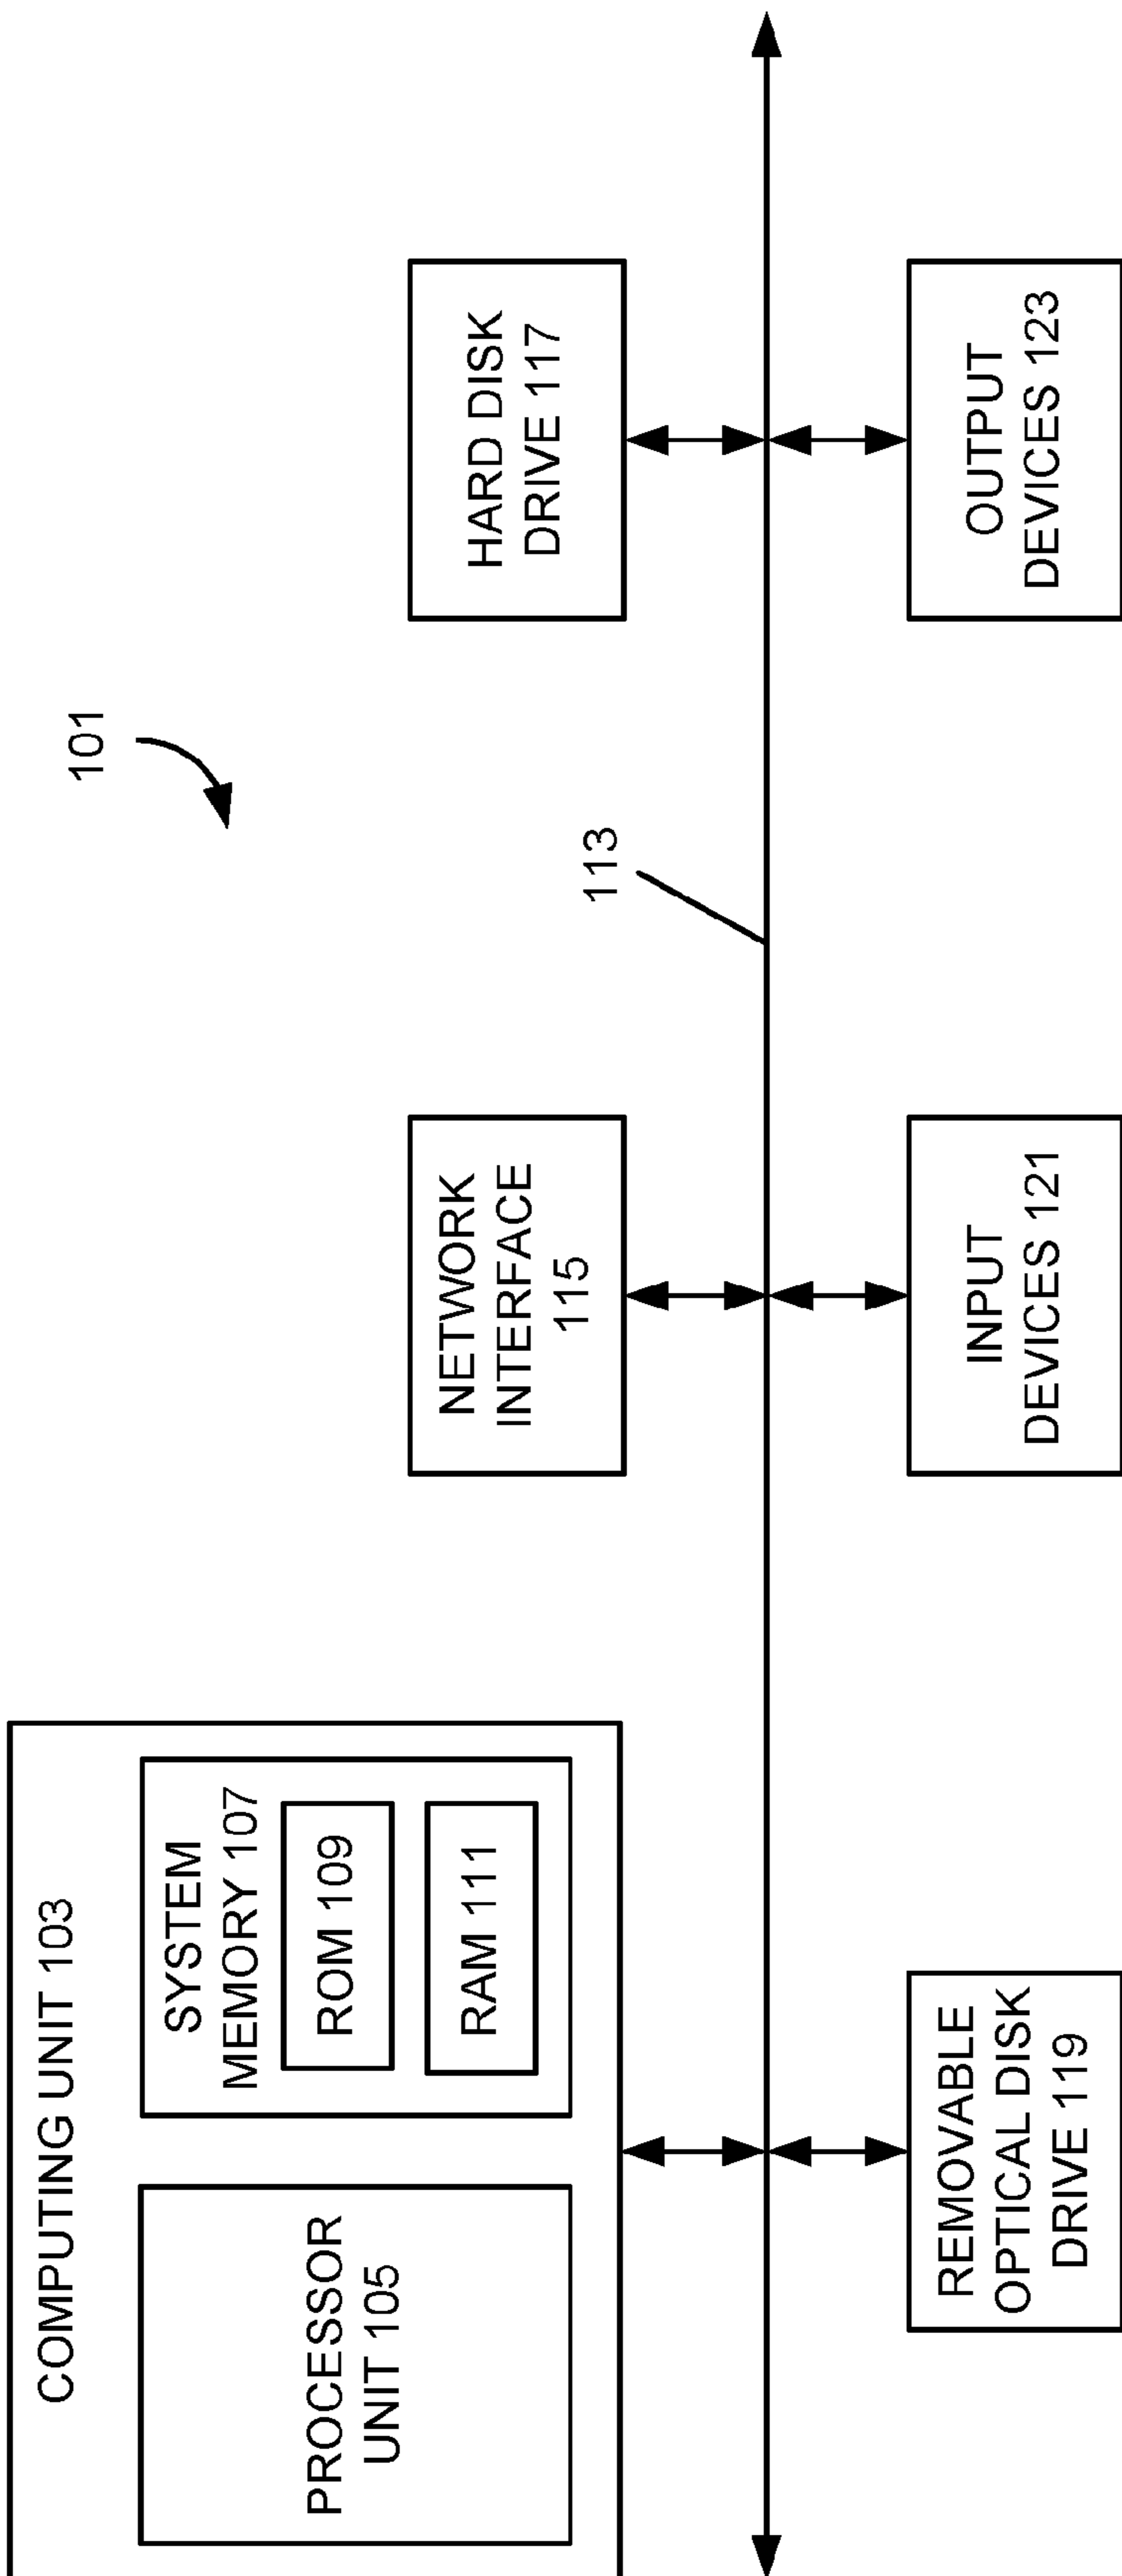 COMPUTING UNIT 103
PROCESSOR
UNIT 105
SYSTEM
MEMORY 107
ROM 109
RAM 111
101
NETWORK
INTERFACE
115
HARD DISK
DRIVE 117
113
REMOVABLE
OPTICAL DISK
DRIVE 119
INPUT
DEVICES 121
OUTPUT
DEVICES 123